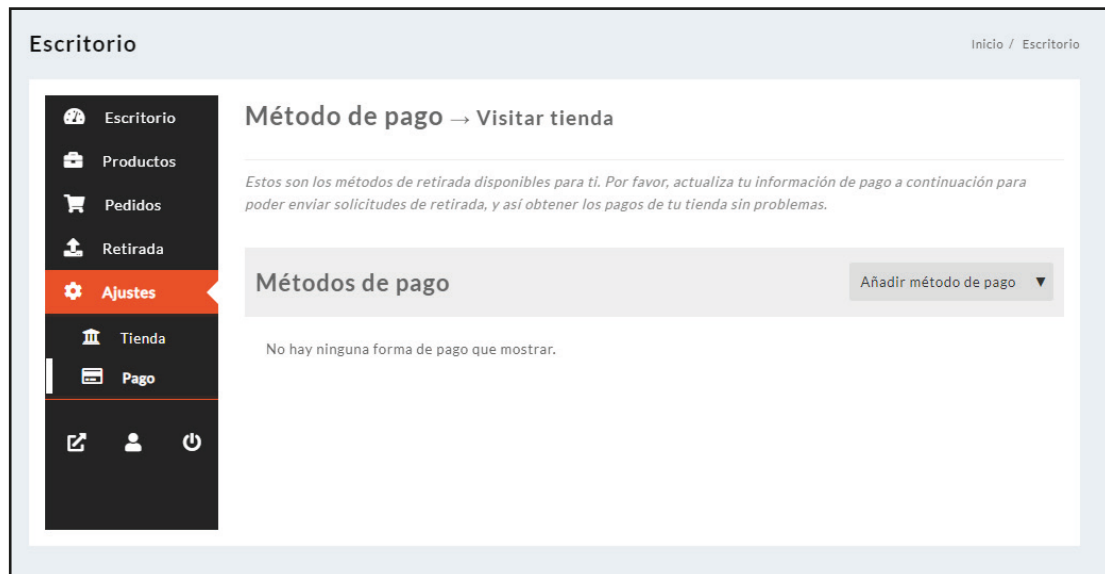 Escritorio
Inicio / Escritorio
Escritorio
Productos
Pedidos
Retirada
Ajustes
Tienda
Pago
Método de pago → Visitar tienda
Estos son los métodos de retirada disponibles para ti. Por favor, actualiza tu información de pago a continuación para
poder enviar solicitudes de retirada, y así obtener los pagos de tu tienda sin problemas.
Métodos de pago
Añadir método de pago ▼
No hay ninguna forma de pago que mostrar.